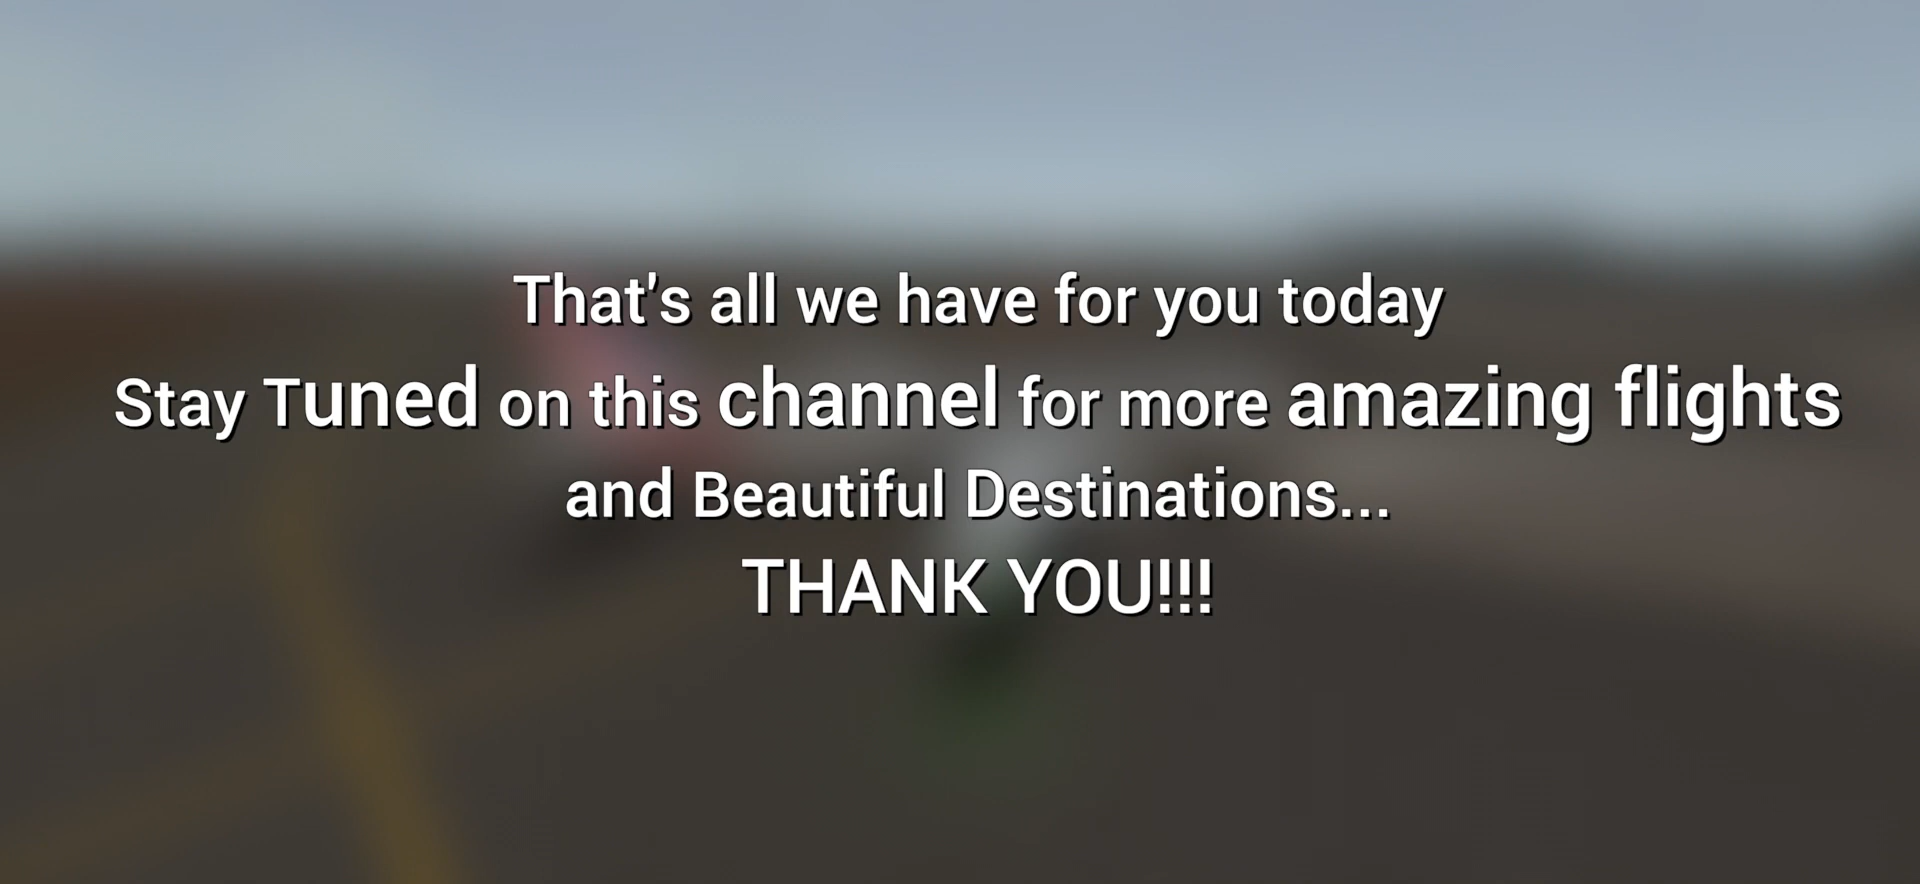 That's all we have for you today
Stay Tuned on this channel for more amazing flights
and Beautiful Destinations...
THANK YOU!!!